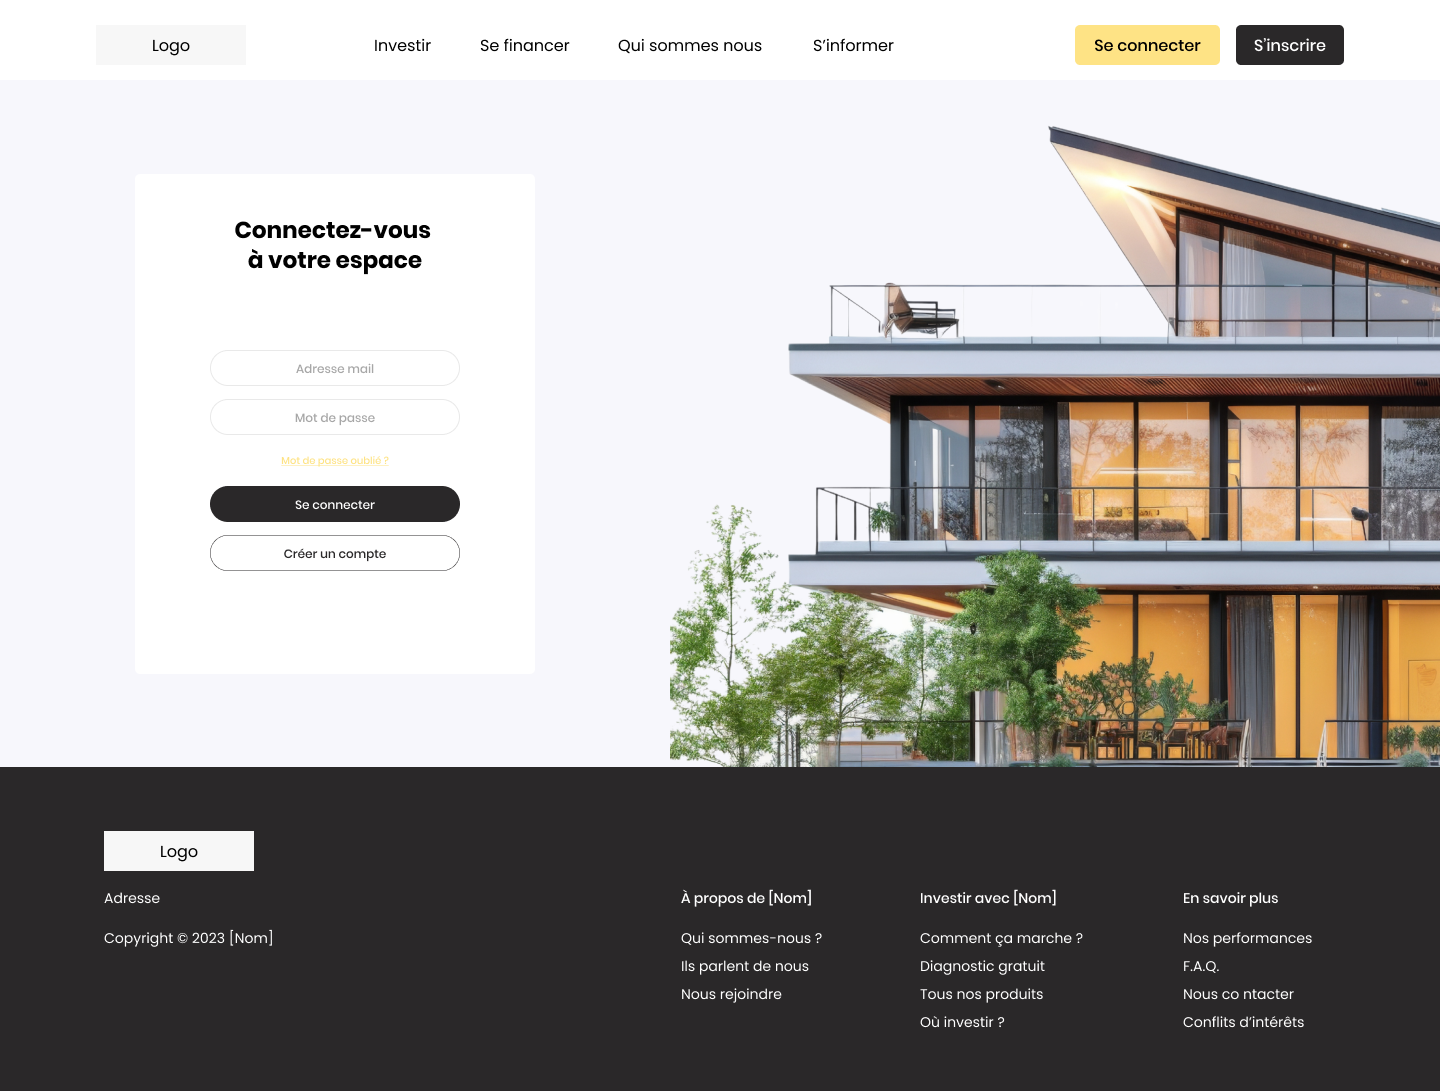 Logo
Investir
Se financer
Qui sommes nous
S’informer
Se connecter
S’inscrire
Connectez-vous
à votre espace
Adresse mail
Mot de passe
Mot de passe oublié ?
Se connecter
Créer un compte
Logo
Adresse
Copyright © 2023 [Nom]
À propos de [Nom]
Qui sommes-nous ?
Ils parlent de nous
Nous rejoindre
Investir avec [Nom]
Comment ça marche ?
Diagnostic gratuit
Tous nos produits
Où investir ?
En savoir plus
Nos performances
F.A.Q.
Nous co ntacter
Conflits d’intérêts